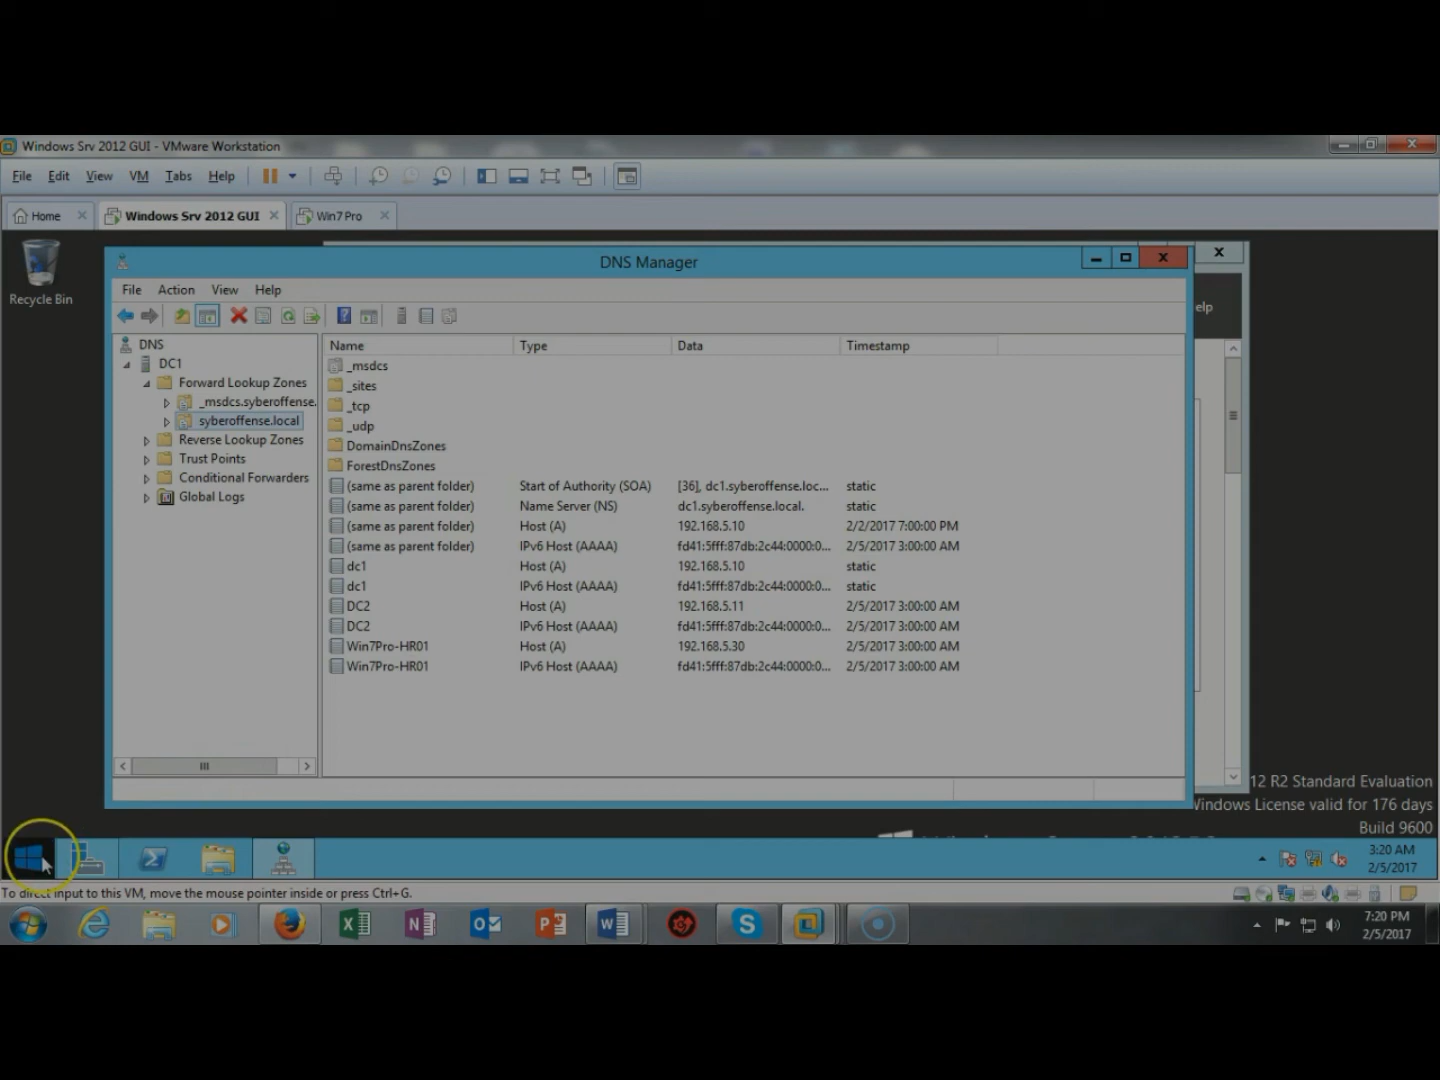 Windows Srv 2012 GUI - VMware Workstation
File Edit View VM Tabs Help
Home Windows Srv 2012 GUI Win7 Pro
Recycle Bin
DNS Manager
File Action View Help
elp
DNS
DC1
Forward Lookup Zones
_msdcs.syberoffense.
syberoffense.local
Reverse Lookup Zones
Trust Points
Conditional Forwarders
Global Logs
Name Type Data Timestamp
_msdcs
_sites
_tcp
_udp
DomainDnsZones
ForestDnsZones
(same as parent folder) Start of Authority (SOA) [36], dc1.syberoffense.loc... static
(same as parent folder) Name Server (NS) dc1.syberoffense.local. static
(same as parent folder) Host (A) 192.168.5.10 2/2/2017 7:00:00 PM
(same as parent folder) IPv6 Host (AAAA) fd41:5fff:87db:2c44:0000:0... 2/5/2017 3:00:00 AM
dc1 Host (A) 192.168.5.10 static
dc1 IPv6 Host (AAAA) fd41:5fff:87db:2c44:0000:0... static
DC2 Host (A) 192.168.5.11 2/5/2017 3:00:00 AM
DC2 IPv6 Host (AAAA) fd41:5fff:87db:2c44:0000:0... 2/5/2017 3:00:00 AM
Win7Pro-HR01 Host (A) 192.168.5.30 2/5/2017 3:00:00 AM
Win7Pro-HR01 IPv6 Host (AAAA) fd41:5fff:87db:2c44:0000:0... 2/5/2017 3:00:00 AM
12 R2 Standard Evaluation
Windows License valid for 176 days
Build 9600
3:20 AM
2/5/2017
To direct input to this VM, move the mouse pointer inside or press Ctrl+G.
7:20 PM
2/5/2017